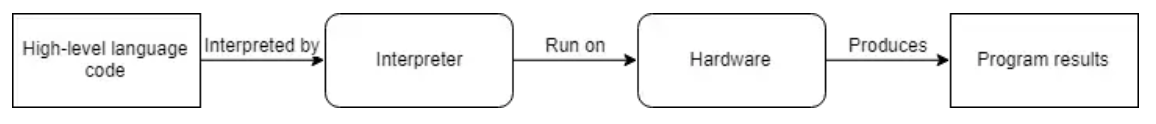 High-level language
code
Interpreted by
Interpreter
Run on
Hardware
Produces
Program results